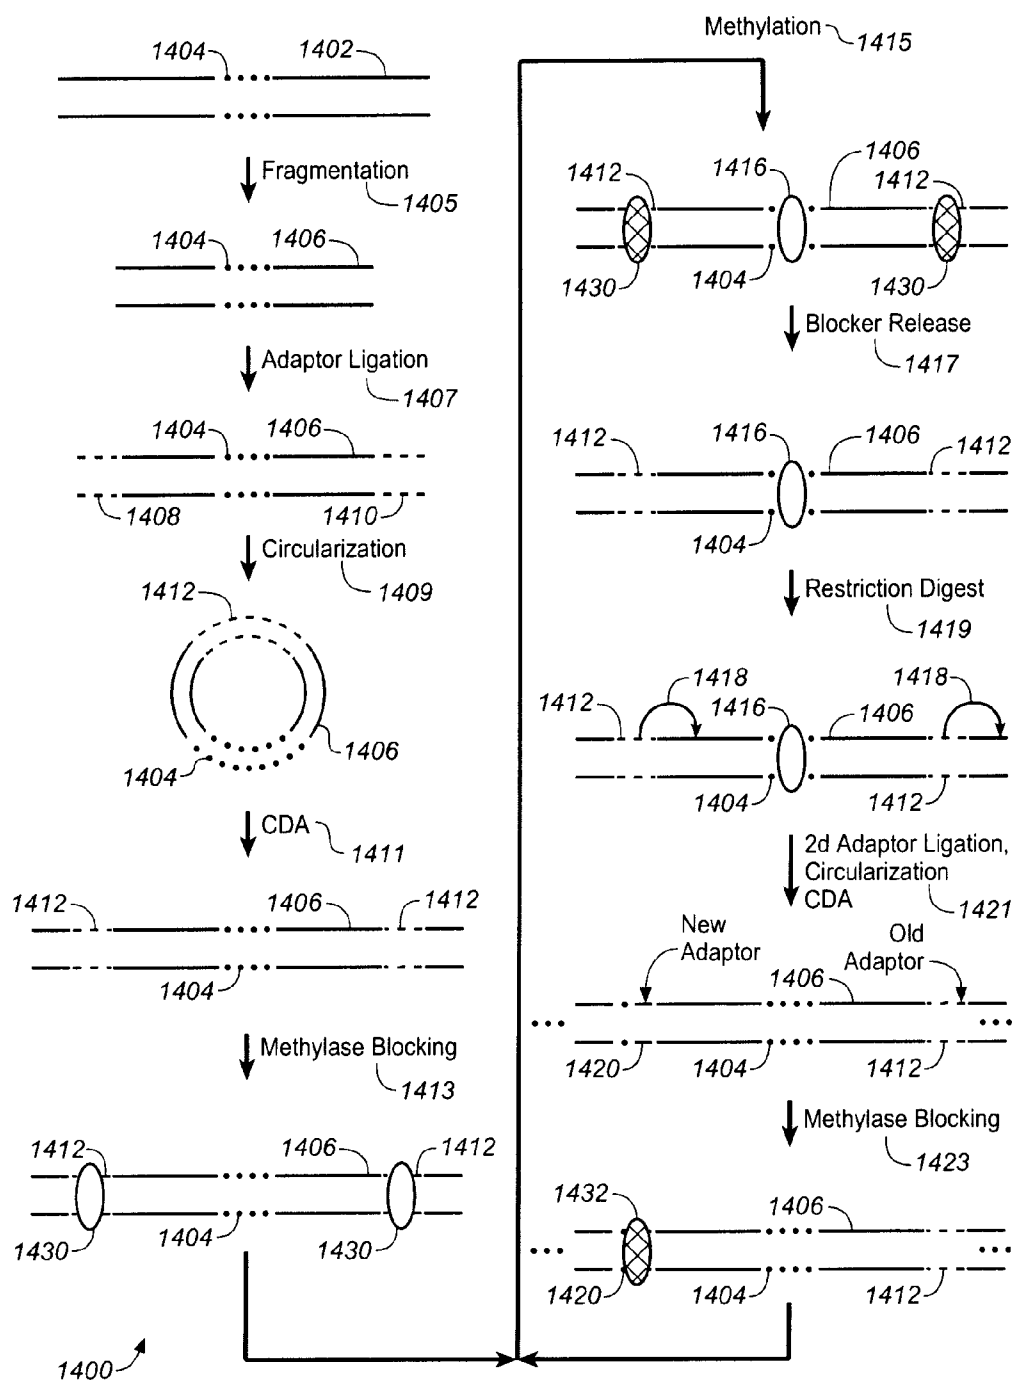 1404 1402
Fragmentation
1405
1404 1406
Adaptor Ligation
1407
1404 1406
1408 1410
Circularization
1409
1412
1406
1404
CDA
1411
1412 1406 1412
1404
Methylase Blocking
1413
1412 1406 1412
1430 1404 1430
1400
Methylation
1415
1406
1412 1416 1412
1430 1404 1430
Blocker Release
1417
1412 1416 1406 1412
1404
Restriction Digest
1419
1418 1418
1412 1416 1406
1404 1412
2d Adaptor Ligation,
Circularization
CDA
1421
New
Adaptor
Old
Adaptor
1406
1420 1404 1412
Methylase Blocking
1423
1432 1406
1420 1404 1412